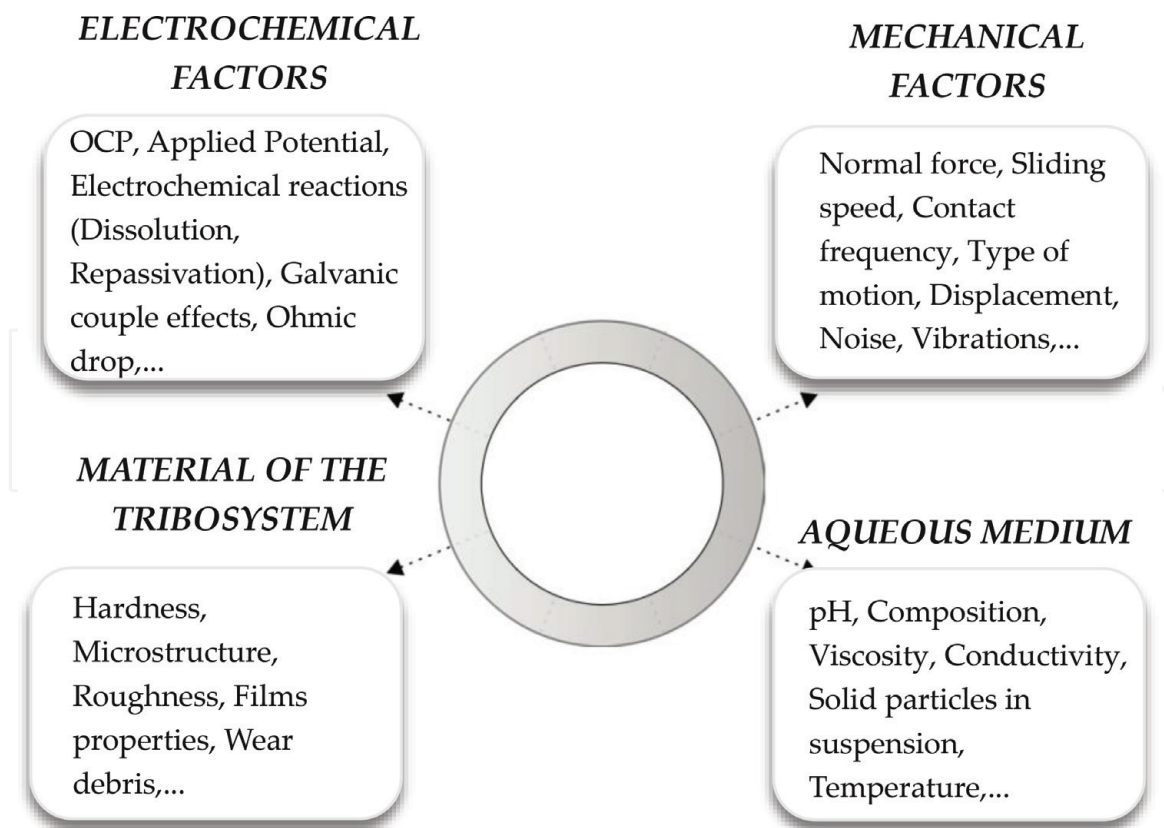 ELECTROCHEMICAL
FACTORS
OCP, Applied Potential,
Electrochemical reactions
(Dissolution,
Repassivation), Galvanic
couple effects, Ohmic
drop,...
MECHANICAL
FACTORS
Normal force, Sliding
speed, Contact
frequency, Type of
motion, Displacement,
Noise, Vibrations,...
MATERIAL OF THE
TRIBOSYSTEM
Hardness,
Microstructure,
Roughness, Films
properties, Wear
debris,...
AQUEOUS MEDIUM
pH, Composition,
Viscosity, Conductivity,
Solid particles in
suspension,
Temperature,...